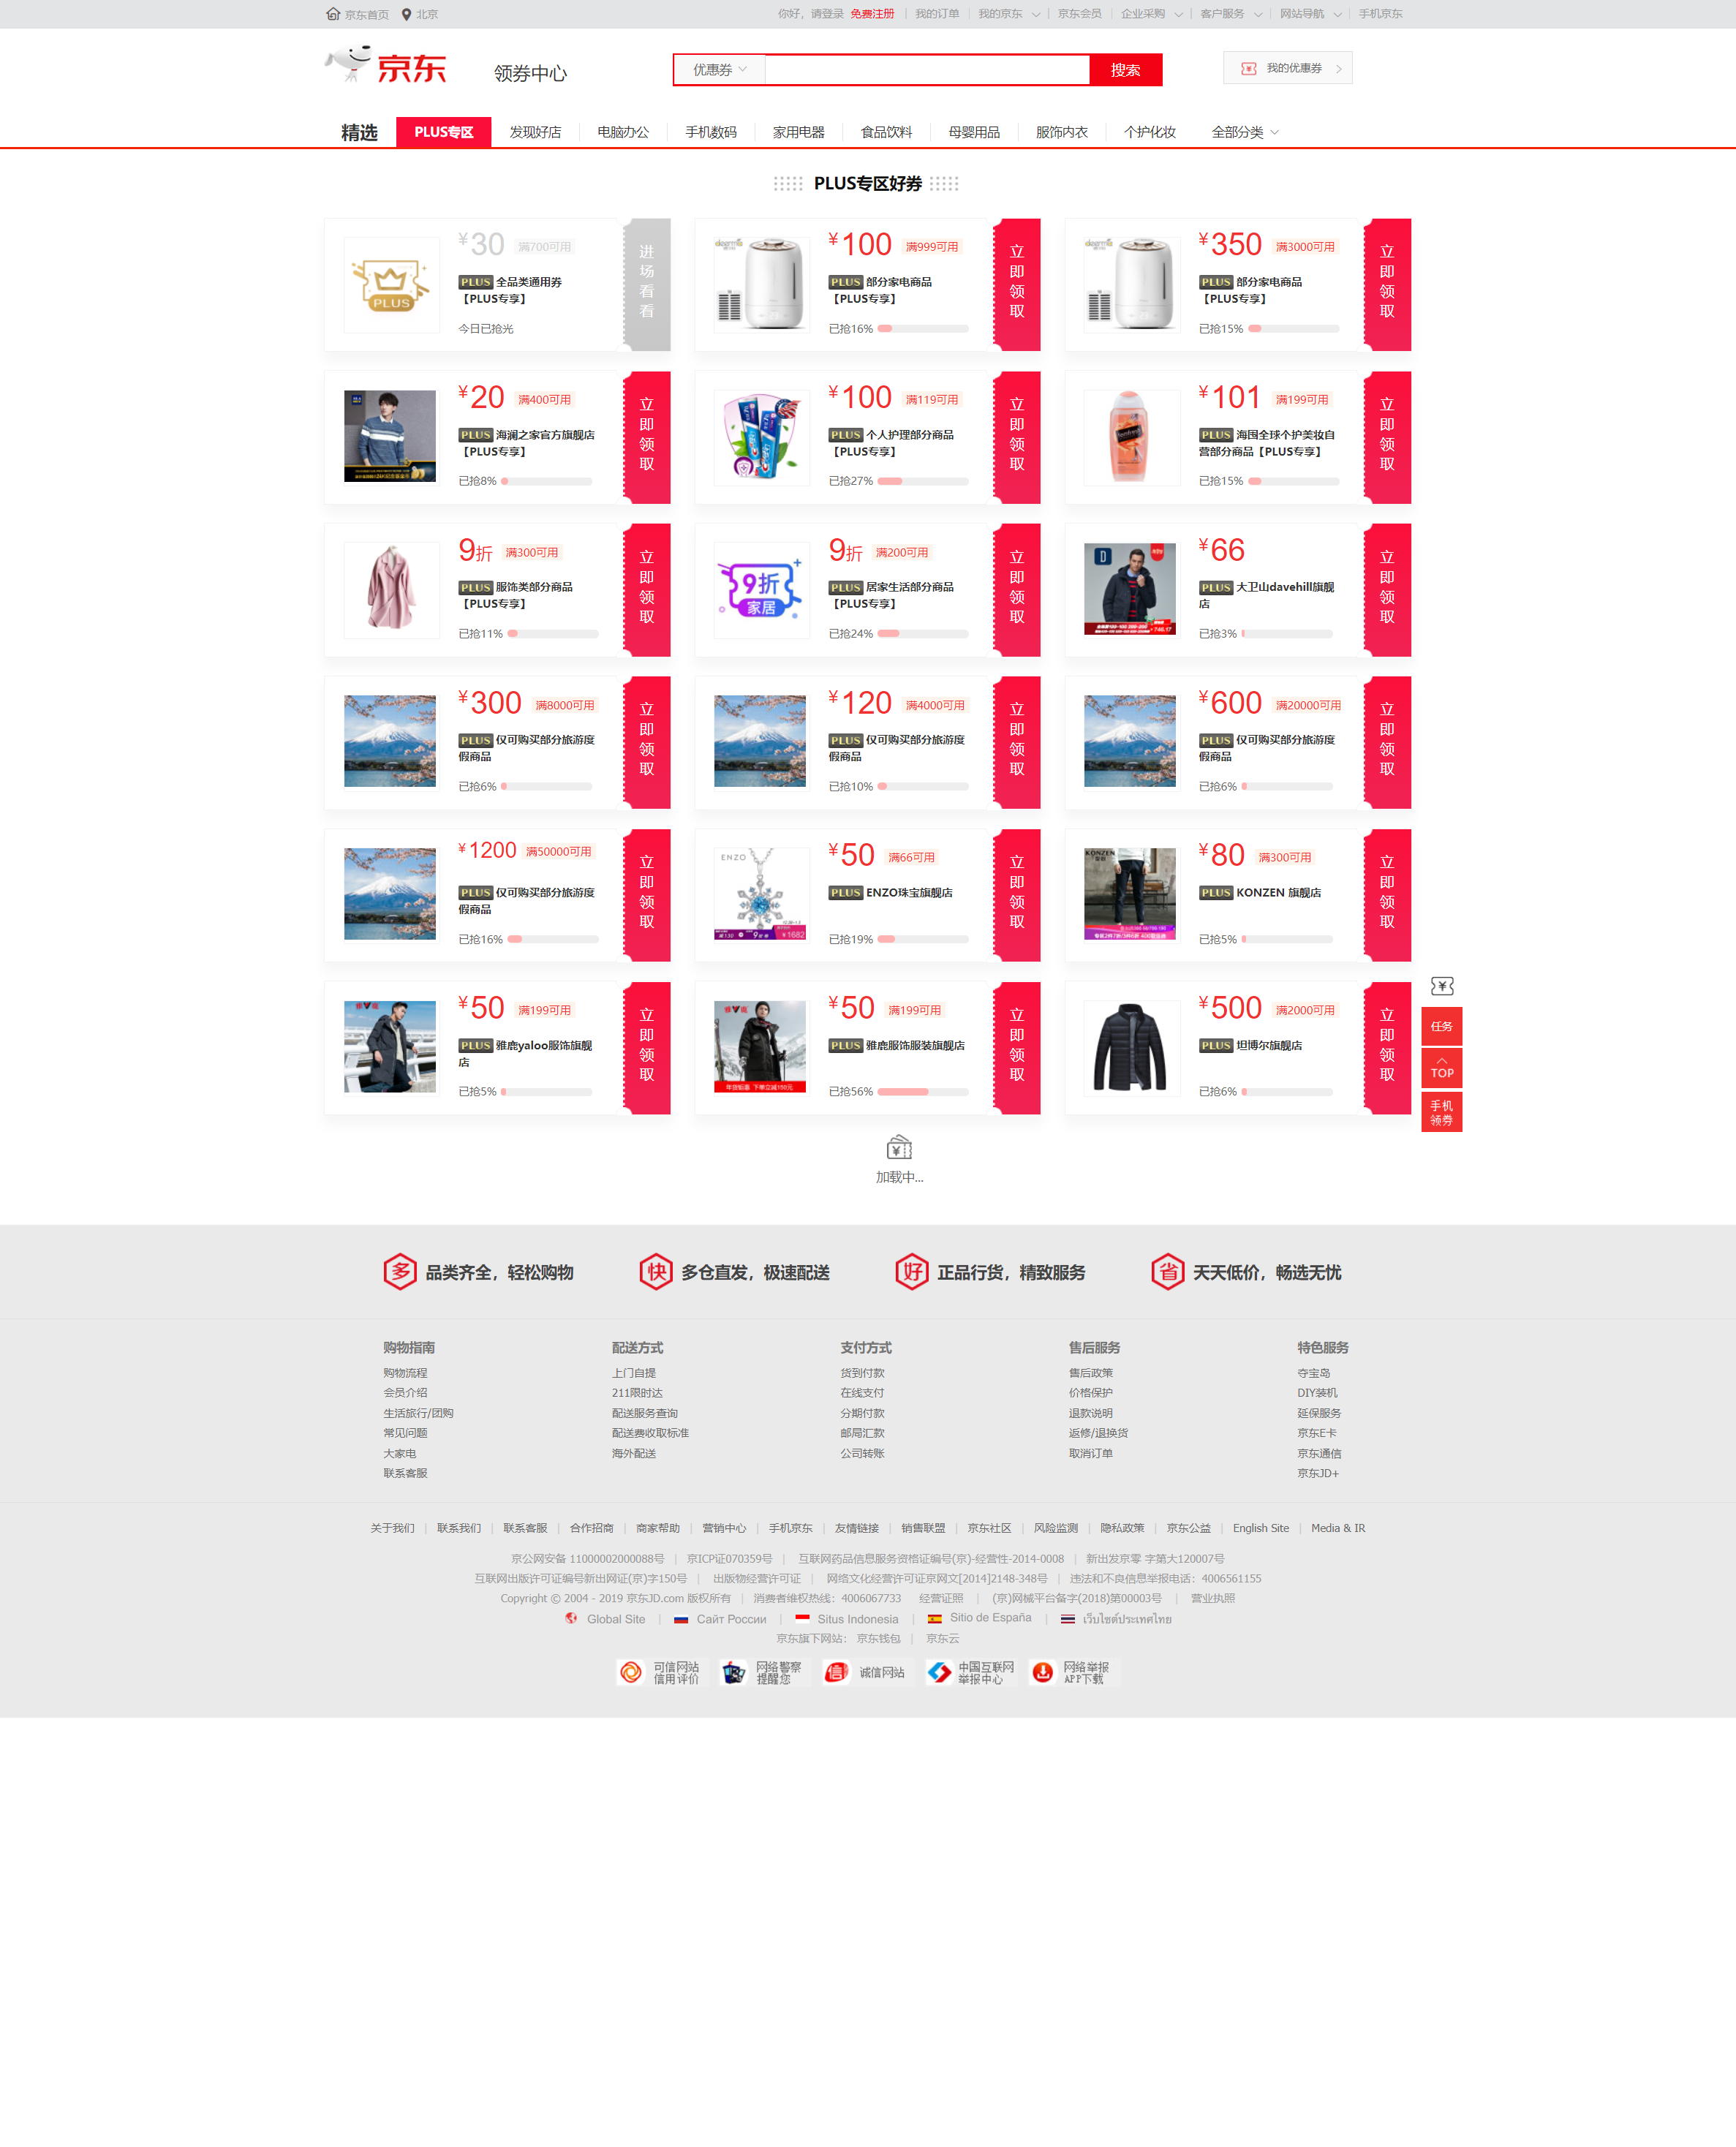 京东首页 北京
你好，请登录 免费注册 我的订单 我的京东 京东会员 企业采购 客户服务 网站导航 手机京东
京东
领券中心
优惠券 搜索
我的优惠券
精选 PLUS专区 发现好店 电脑办公 手机数码 家用电器 食品饮料 母婴用品 服饰内衣 个护化妆 全部分类
PLUS专区好券
PLUS
¥30 满700可用
PLUS 全品类通用券
【PLUS专享】
今日已抢光
进场看看
deerma
¥100 满999可用
PLUS 部分家电商品
【PLUS专享】
已抢16%
立即领取
deerma
¥350 满3000可用
PLUS 部分家电商品
【PLUS专享】
已抢15%
立即领取
¥20 满400可用
PLUS 海澜之家官方旗舰店
【PLUS专享】
已抢8%
立即领取
¥100 满119可用
PLUS 个人护理部分商品
【PLUS专享】
已抢27%
立即领取
¥101 满199可用
PLUS 海囤全球个护美妆自
营部分商品【PLUS专享】
已抢15%
立即领取
9折 满300可用
PLUS 服饰类部分商品
【PLUS专享】
已抢11%
立即领取
9折
家居
9折 满200可用
PLUS 居家生活部分商品
【PLUS专享】
已抢24%
立即领取
D
¥66
PLUS 大卫山davehill旗舰
店
已抢3%
立即领取
¥300 满8000可用
PLUS 仅可购买部分旅游度
假商品
已抢6%
立即领取
¥120 满4000可用
PLUS 仅可购买部分旅游度
假商品
已抢10%
立即领取
¥600 满20000可用
PLUS 仅可购买部分旅游度
假商品
已抢6%
立即领取
¥1200 满50000可用
PLUS 仅可购买部分旅游度
假商品
已抢16%
立即领取
ENZO
9折券 ¥1682
¥50 满66可用
PLUS ENZO珠宝旗舰店
已抢19%
立即领取
KONZEN
¥80 满300可用
PLUS KONZEN 旗舰店
已抢5%
立即领取
¥50 满199可用
PLUS 雅鹿yaloo服饰旗舰
店
已抢5%
立即领取
¥50 满199可用
PLUS 雅鹿服饰服装旗舰店
已抢56%
立即领取
¥500 满2000可用
PLUS 坦博尔旗舰店
已抢6%
立即领取
任务
TOP
手机
领券
加载中...
多 品类齐全，轻松购物 快 多仓直发，极速配送 好 正品行货，精致服务 省 天天低价，畅选无忧
购物指南 配送方式 支付方式 售后服务 特色服务
购物流程 上门自提 货到付款 售后政策 夺宝岛
会员介绍 211限时达 在线支付 价格保护 DIY装机
生活旅行/团购 配送服务查询 分期付款 退款说明 延保服务
常见问题 配送费收取标准 邮局汇款 返修/退换货 京东E卡
大家电 海外配送 公司转账 取消订单 京东通信
联系客服 京东JD+
关于我们 | 联系我们 | 联系客服 | 合作招商 | 商家帮助 | 营销中心 | 手机京东 | 友情链接 | 销售联盟 | 京东社区 | 风险监测 | 隐私政策 | 京东公益 | English Site | Media & IR
京公网安备 11000002000088号 | 京ICP证070359号 | 互联网药品信息服务资格证编号(京)-经营性-2014-0008 | 新出发京零 字第大120007号
互联网出版许可证编号新出网证(京)字150号 | 出版物经营许可证 | 网络文化经营许可证京网文[2014]2148-348号 | 违法和不良信息举报电话：4006561155
Copyright © 2004 - 2019 京东JD.com 版权所有 | 消费者维权热线：4006067733 经营证照 | (京)网械平台备字(2018)第00003号 | 营业执照
Global Site | Сайт России | Situs Indonesia | Sitio de España | เว็บไซต์ประเทศไทย
京东旗下网站： 京东钱包 | 京东云
可信网站 网络警察 诚信网站 中国互联网 网络举报
信用评价 提醒您 举报中心 APP下载